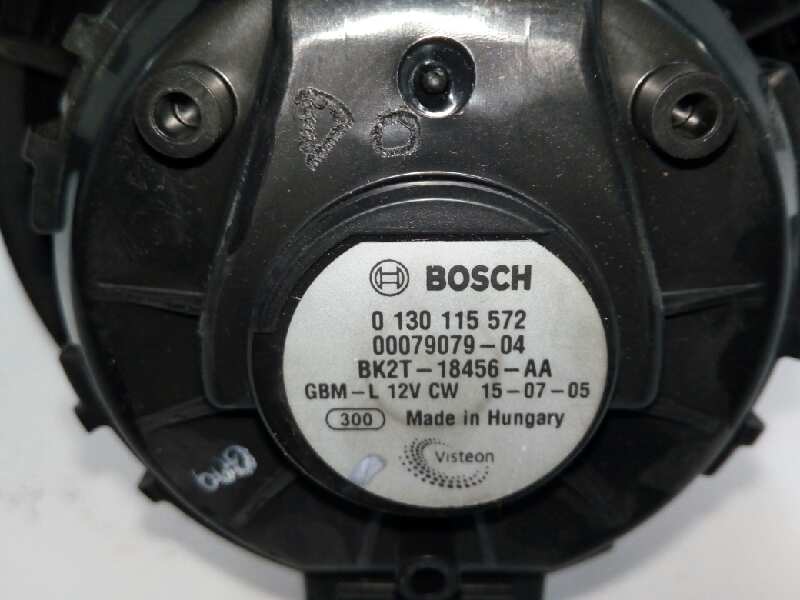 DO
BOSCH
0 130 115 572
00079079-04
BK2T-18456-AA
GBM-L 12V CW 15-07-05
300 Made in Hungary
Visteon